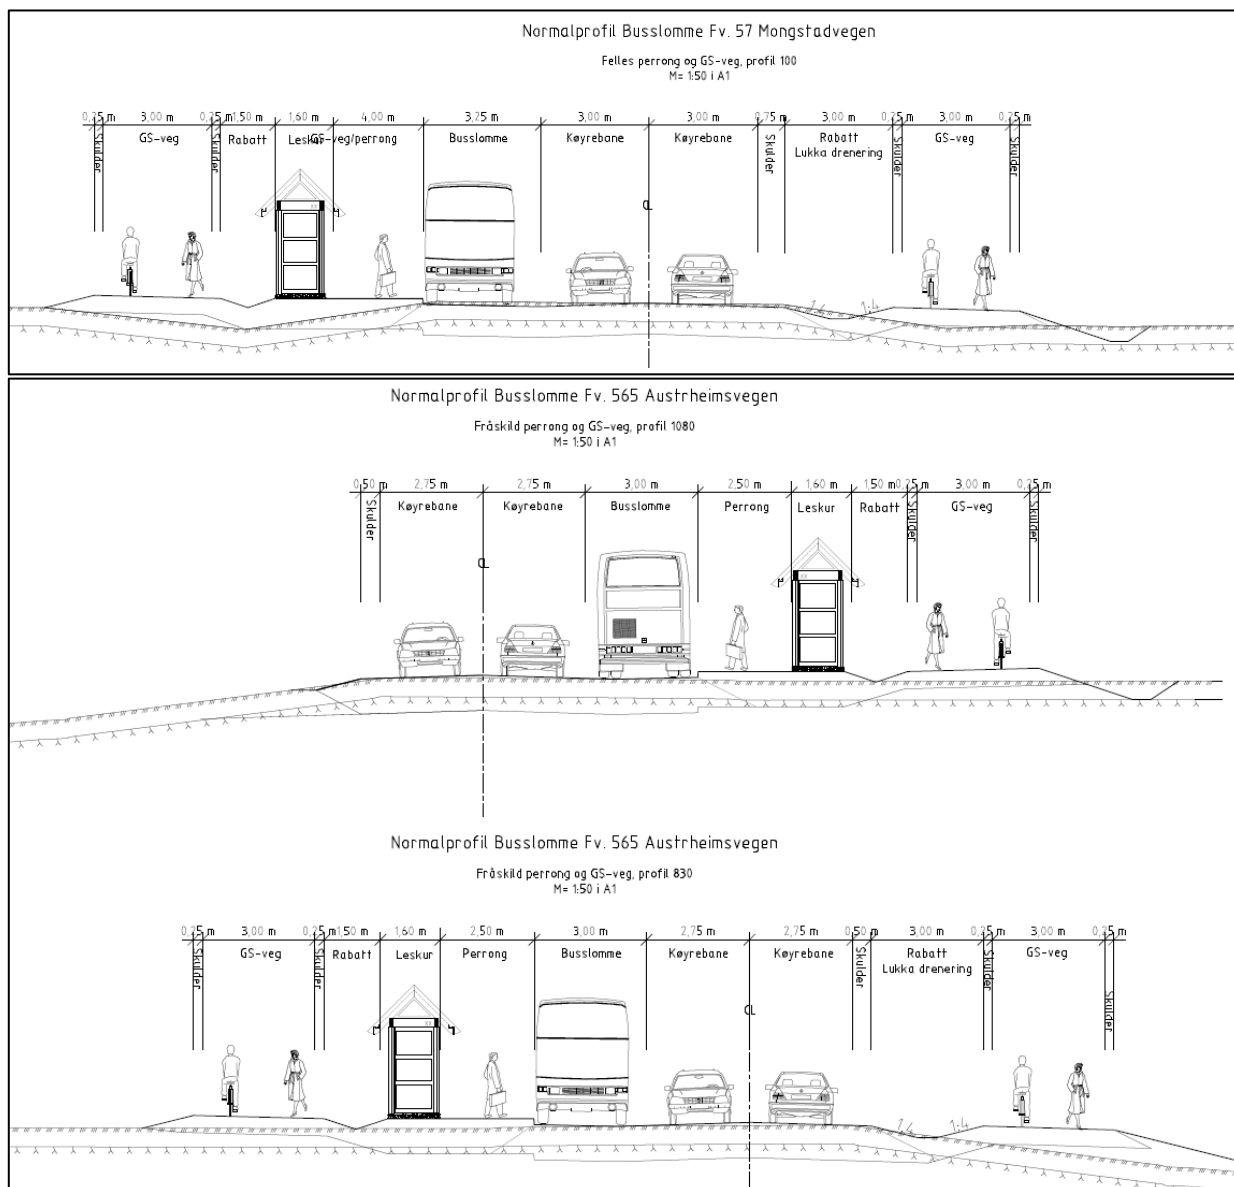 Normalprofil Busslomme Fv. 57 Mongstadvegen
Felles perrong og GS-veg, profil 100
M= 1:50 i A1
0,25 m 3,00 m 0,25 m 1,50 m 1,60 m 4,00 m 3,25 m 3,00 m 3,00 m 0,75 m 3,00 m 0,25 m 3,00 m 0,25 m
Skulder GS-veg Skulder Rabatt Leskur GS-veg/perrong Busslomme Køyrebane Køyrebane Skulder Rabatt Skulder GS-veg Skulder
Lukka drenering
CL
1:4 1:4
Normalprofil Busslomme Fv. 565 Austrheimsvegen
Fråskild perrong og GS-veg, profil 1080
M= 1:50 i A1
0,50 m 2,75 m 2,75 m 3,00 m 2,50 m 1,60 m 1,50 m 0,25 m 3,00 m 0,25 m
Skulder Køyrebane Køyrebane Busslomme Perrong Leskur Rabatt Skulder GS-veg Skulder
CL
Normalprofil Busslomme Fv. 565 Austrheimsvegen
Fråskild perrong og GS-veg, profil 830
M= 1:50 i A1
0,25 m 3,00 m 0,25 m 1,50 m 1,60 m 2,50 m 3,00 m 2,75 m 2,75 m 0,50 m 3,00 m 0,25 m 3,00 m 0,25 m
Skulder GS-veg Skulder Rabatt Leskur Perrong Busslomme Køyrebane Køyrebane Skulder Rabatt Skulder GS-veg Skulder
Lukka drenering
CL
1:4 1:4